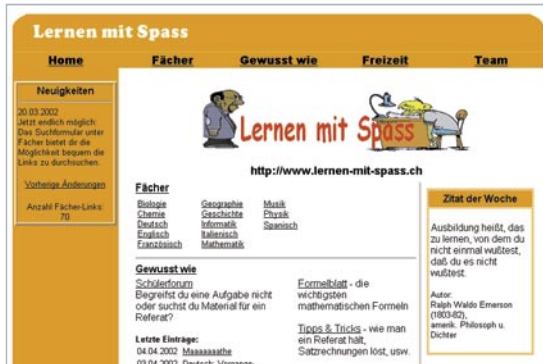 Lernen mit Spass
Home Fächer Gewusst wie Freizeit Team
Neuigkeiten
20.03.2002
Jetzt endlich möglich:
Das Suchformular unter
Fächer bietet dir die
Möglichkeit bequem die
Links zu durchsuchen.
Vorherige Änderungen
Anzahl Fächer-Links:
70
Lernen mit Spass
http://www.lernen-mit-spass.ch
Fächer
Biologie Geographie Musik
Chemie Geschichte Physik
Deutsch Informatik Spanisch
Englisch Italienisch
Französisch Mathematik
Gewusst wie
Schülerforum
Begreifst du eine Aufgabe nicht
oder suchst du Material für ein
Referat?
Letzte Einträge:
04.04.2002 Maaaaaathe
03.04.2002 Deutsch:
Formelblatt - die
wichtigsten
mathematischen Formeln
Tipps & Tricks - wie man
ein Referat hält,
Satzrechnungen löst, usw.
Zitat der Woche
Ausbildung heißt, das
zu lernen, von dem du
nicht einmal wußtest,
daß du es nicht
wußtest.
Autor:
Ralph Waldo Emerson
(1803-82),
amerik. Philosoph u.
Dichter